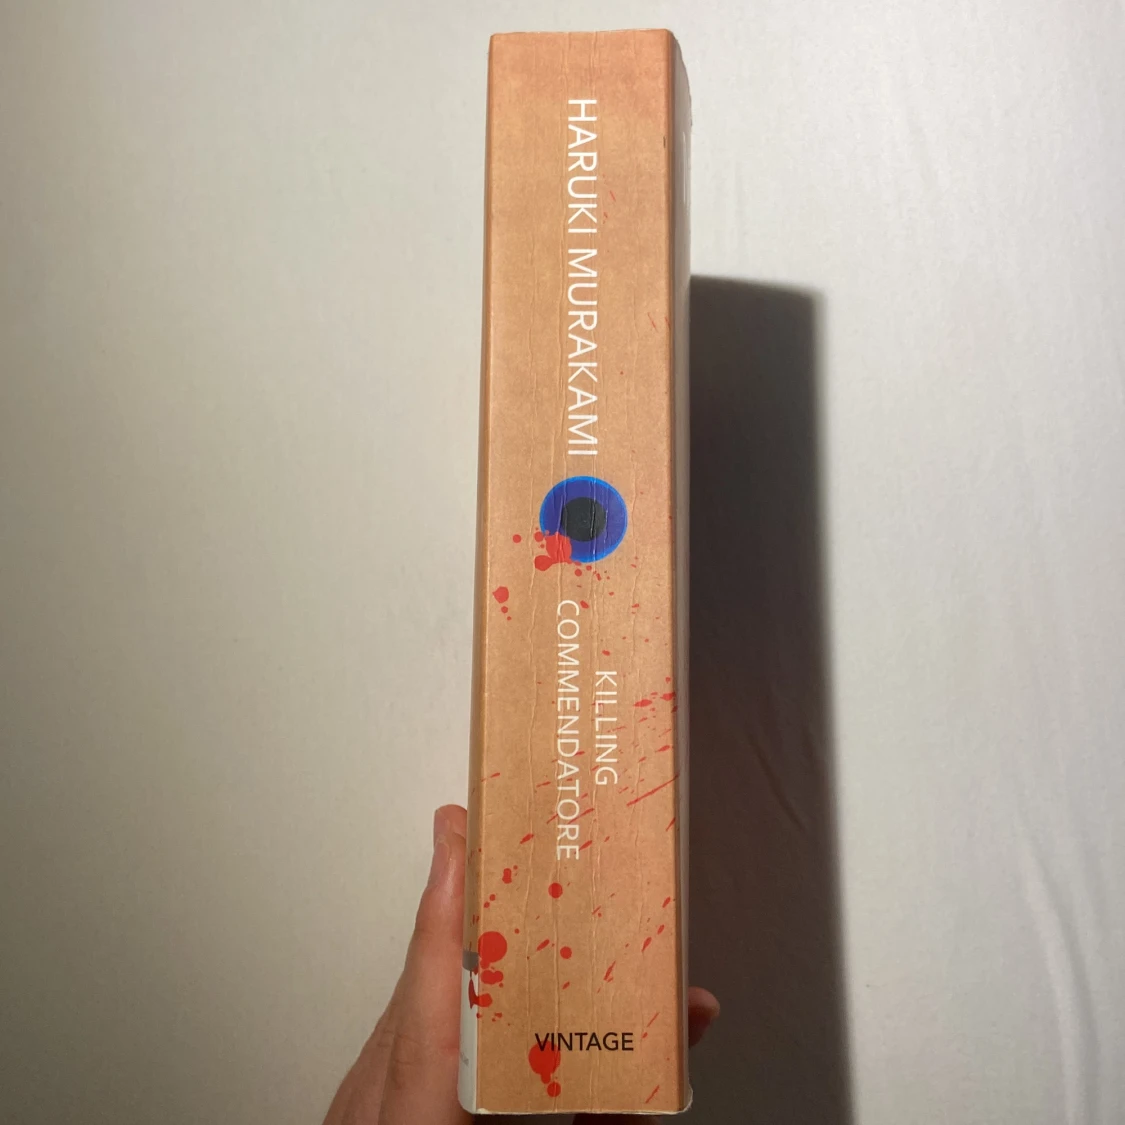 HARUKI MURAKAMI
KILLING
COMMENDATORE
VINTAGE